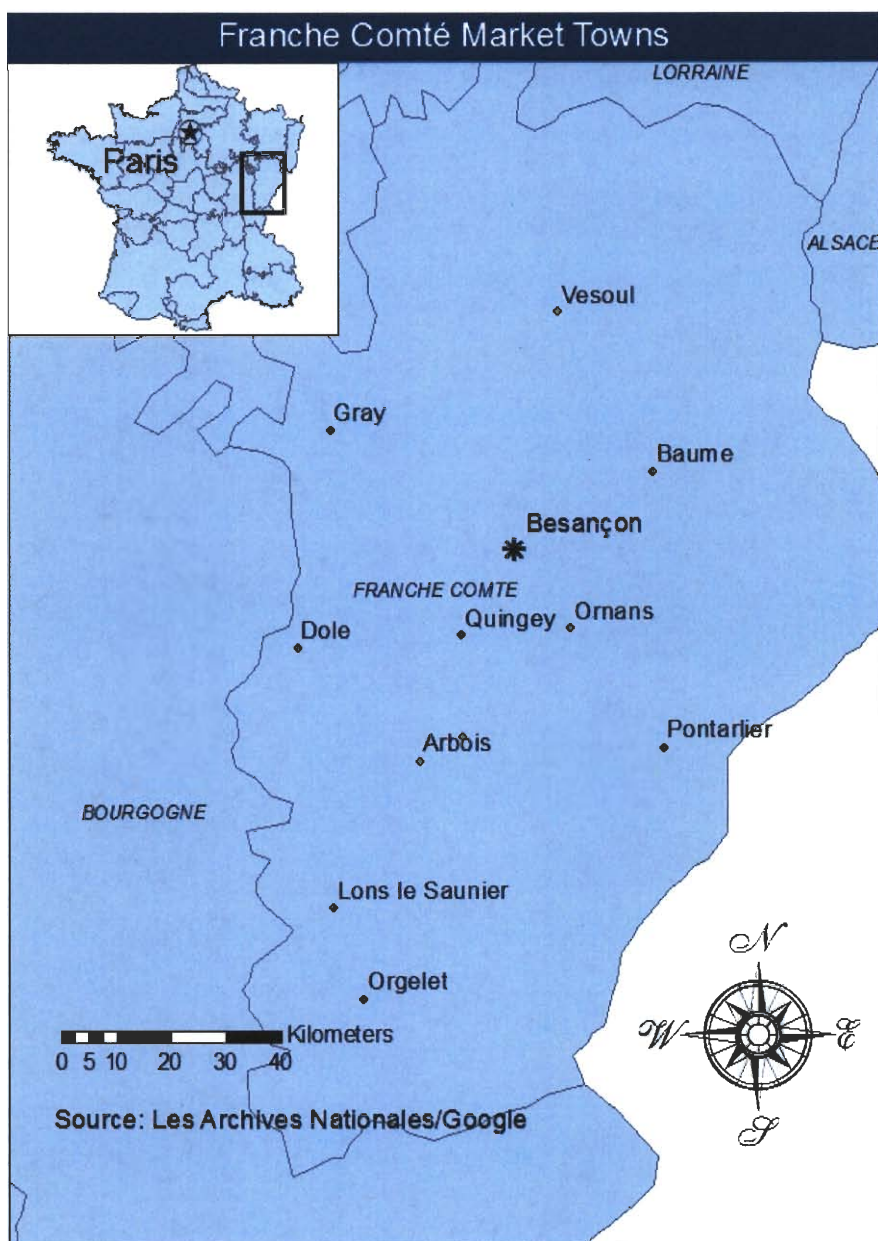 Franche Comté Market Towns
LORRAINE
Paris
ALSACE
Vesoul
Gray
Baume
Besançon
FRANCHE COMTE
Quingey
Ornans
Dole
Arbois
Pontarlier
BOURGOGNE
Lons le Saunier
Orgelet
N
W
E
S
Kilometers
0 5 10 20 30 40
Source: Les Archives Nationales/Google